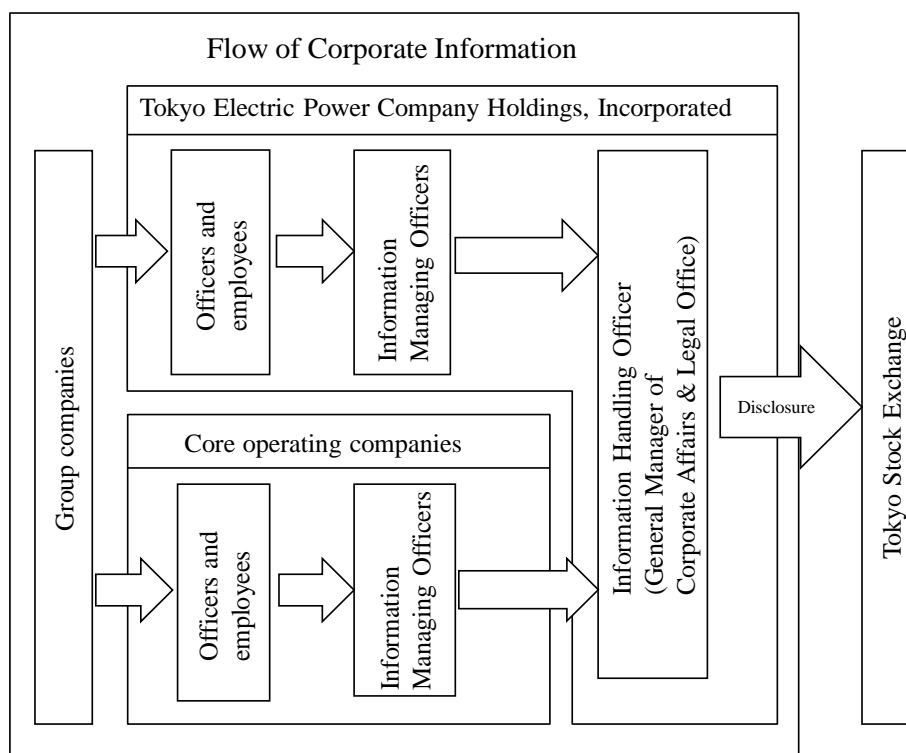 Flow of Corporate Information
Tokyo Electric Power Company Holdings, Incorporated
Group companies
Officers and
employees
Information
Managing Officers
Information Handling Officer
(General Manager of
Corporate Affairs & Legal Office)
Disclosure
Tokyo Stock Exchange
Core operating companies
Officers and
employees
Information
Managing Officers